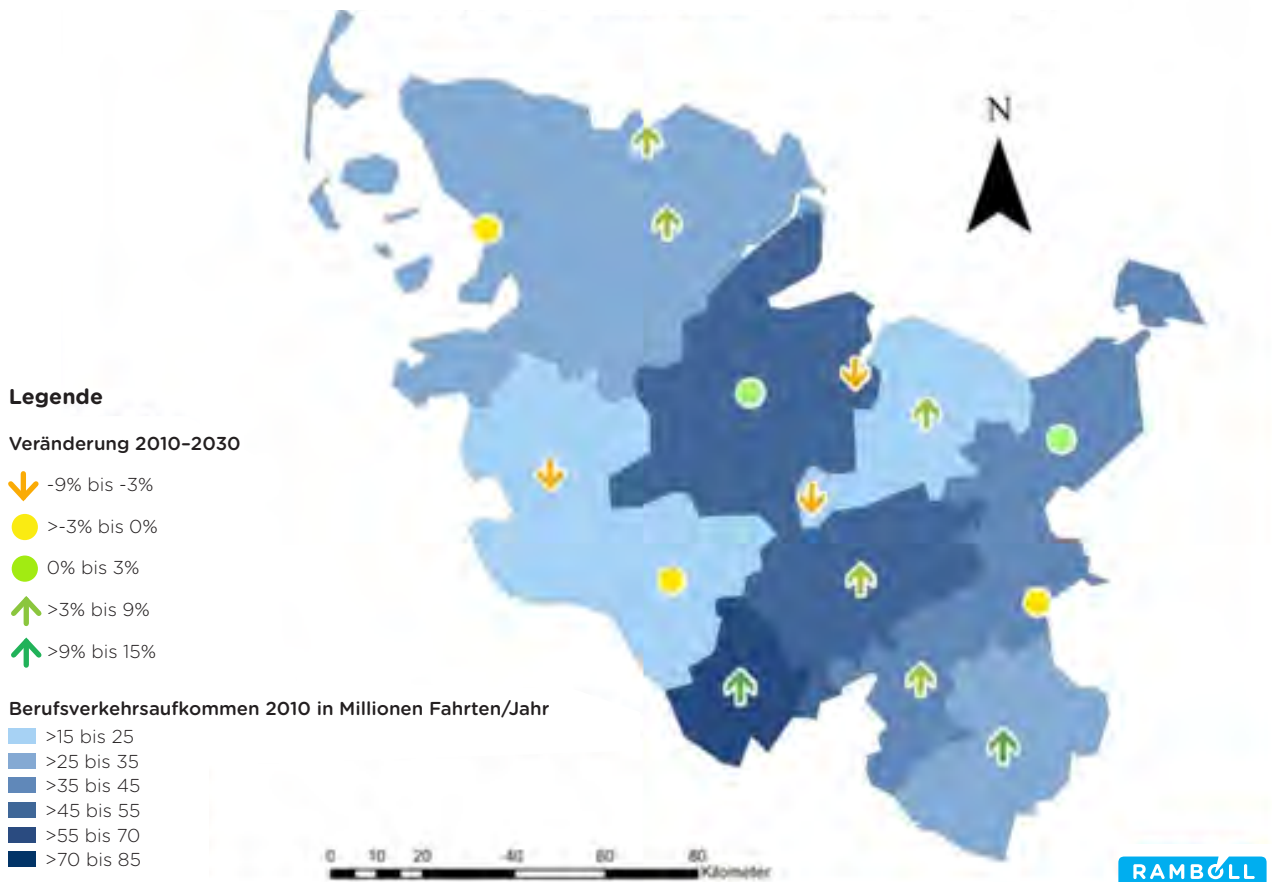 N
Legende
Veränderung 2010–2030
-9% bis -3%
>-3% bis 0%
0% bis 3%
>3% bis 9%
>9% bis 15%
Berufsverkehrsaufkommen 2010 in Millionen Fahrten/Jahr
>15 bis 25
>25 bis 35
>35 bis 45
>45 bis 55
>55 bis 70
>70 bis 85
0 10 20 40 60 80
Kilometer
RAMBOLL